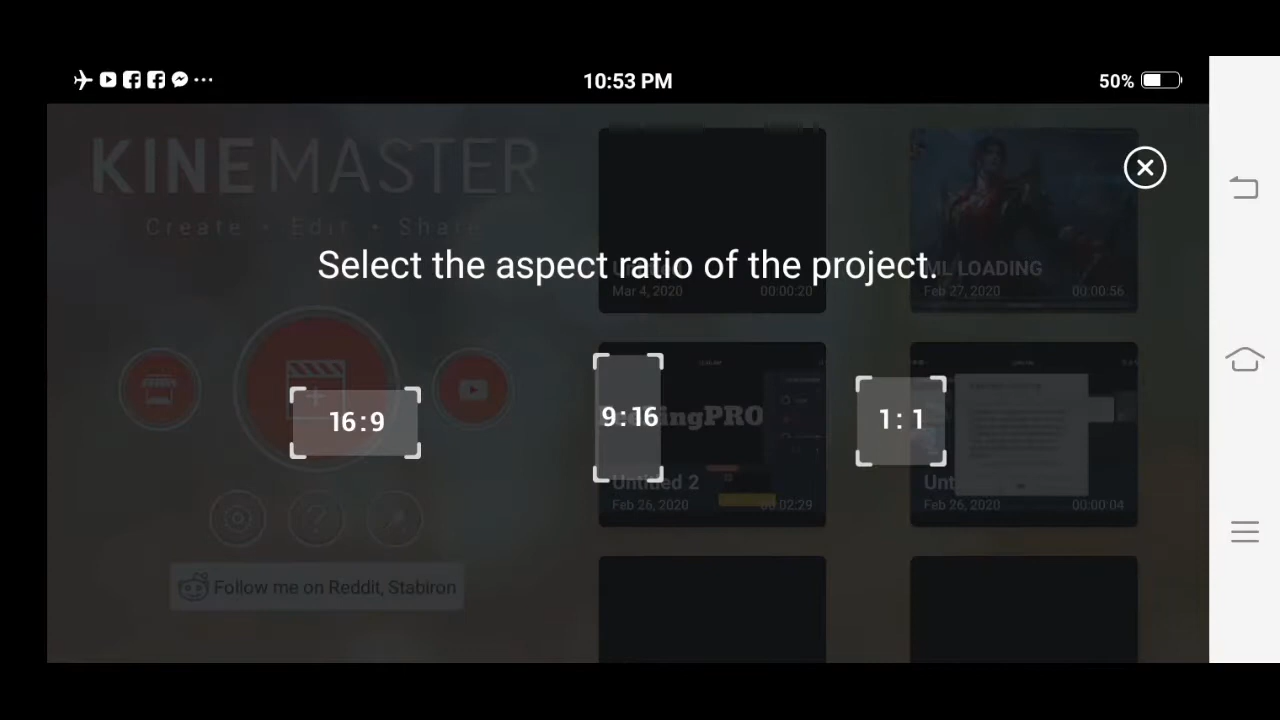 10:53 PM
50%
KINEMASTER
Create • Edit • Share
Select the aspect ratio of the project.
Mar 4, 2020
00:00:20
ML LOADING
Feb 27, 2020
00:00:56
16:9
9:16
1:1
ingPRO
Untitled 2
Feb 26, 2020
00:02:29
Unt
Feb 26, 2020
00:00:04
Follow me on Reddit, Stabiron